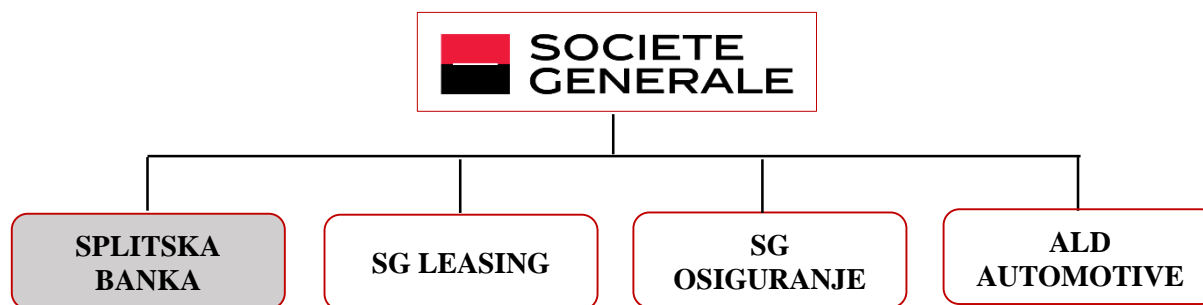 SOCIETE
GENERALE
SPLITSKA
BANKA
SG LEASING
SG
OSIGURANJE
ALD
AUTOMOTIVE